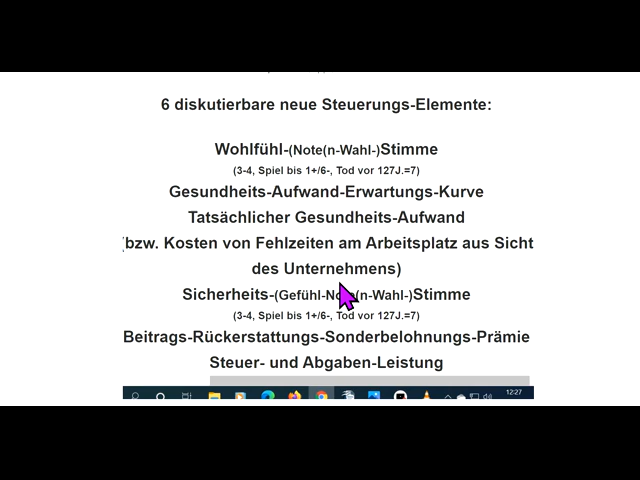 6 diskutierbare neue Steuerungs-Elemente:
Wohlfühl-(Note(n-Wahl-)Stimme
(3-4, Spiel bis 1+/6-, Tod vor 127J.=7)
Gesundheits-Aufwand-Erwartungs-Kurve
Tatsächlicher Gesundheits-Aufwand
(bzw. Kosten von Fehlzeiten am Arbeitsplatz aus Sicht
des Unternehmens)
Sicherheits-(Gefühl-Note(n-Wahl-)Stimme
(3-4, Spiel bis 1+/6-, Tod vor 127J.=7)
Beitrags-Rückerstattungs-Sonderbelohnungs-Prämie
Steuer- und Abgaben-Leistung
12:27